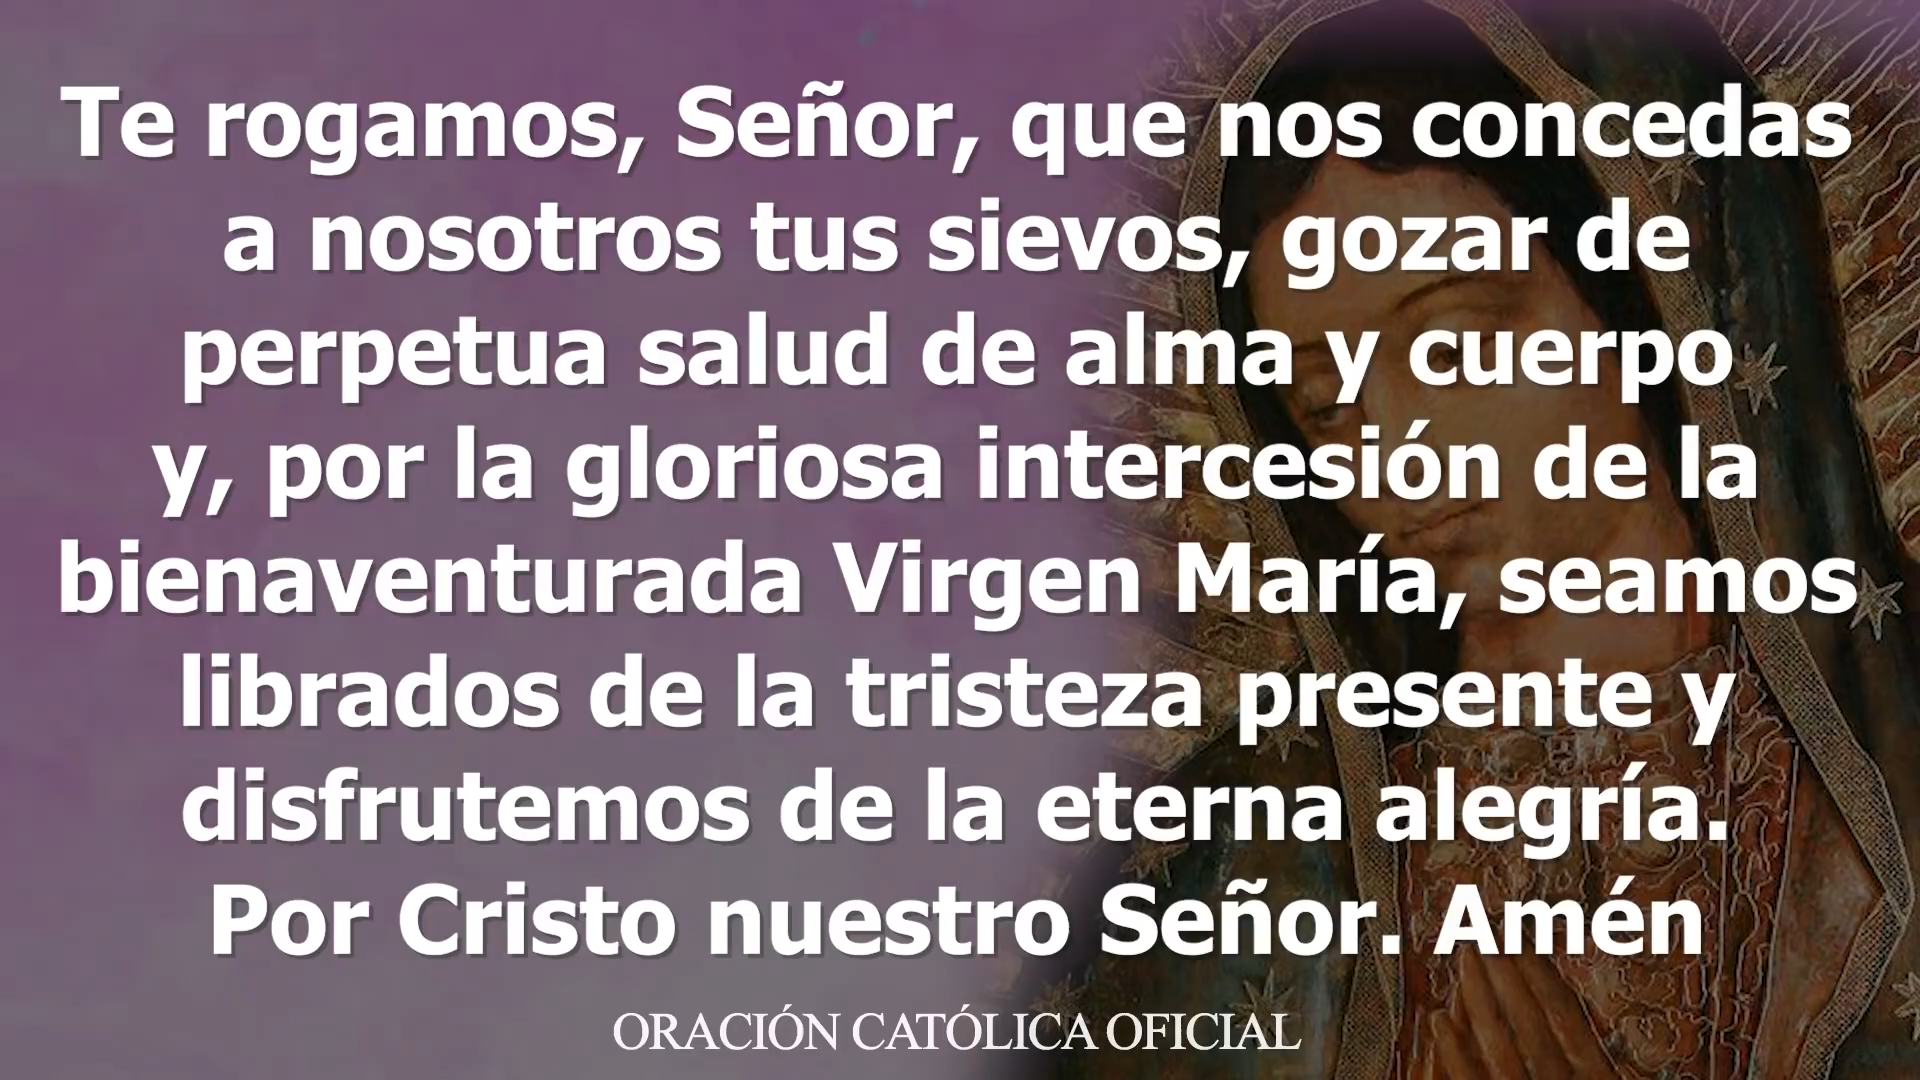 Te rogamos, Señor, que nos concedas
a nosotros tus sievos, gozar de
perpetua salud de alma y cuerpo
y, por la gloriosa intercesión de la
bienaventurada Virgen María, seamos
librados de la tristeza presente y
disfrutemos de la eterna alegría.
Por Cristo nuestro Señor. Amén
ORACIÓN CATÓLICA OFICIAL